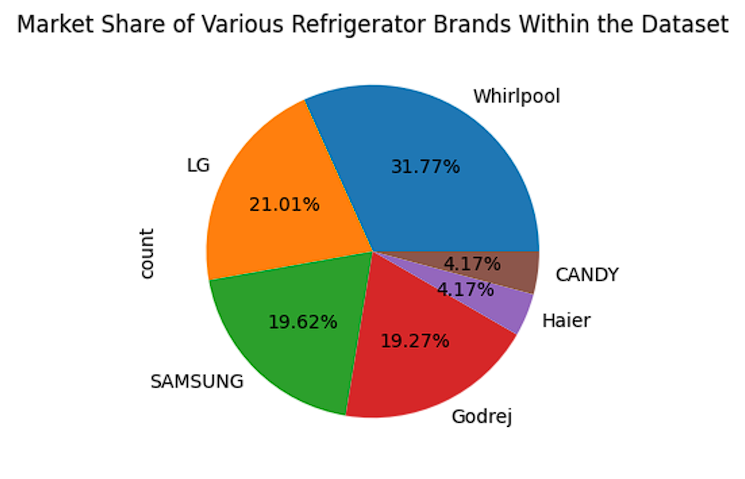 Market Share of Various Refrigerator Brands Within the Dataset
Whirlpool
31.77%
LG
21.01%
count
SAMSUNG
19.62%
Godrej
19.27%
Haier
4.17%
CANDY
4.17%